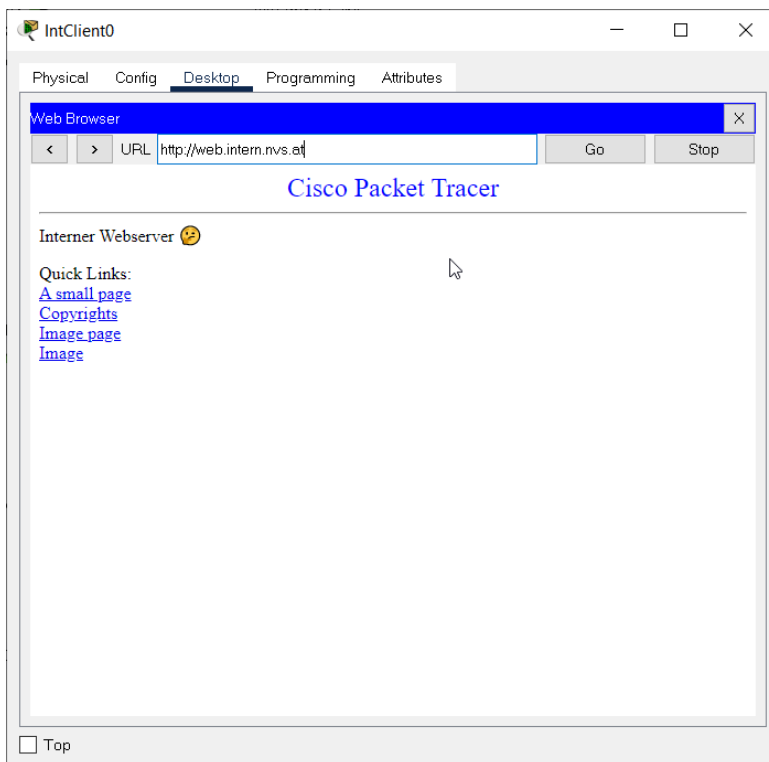 IntClient0
Physical Config Desktop Programming Attributes
Web Browser X
< > URL http://web.intern.nvs.at Go Stop
Cisco Packet Tracer
Interner Webserver 🤔
Quick Links:
A small page
Copyrights
Image page
Image
Top